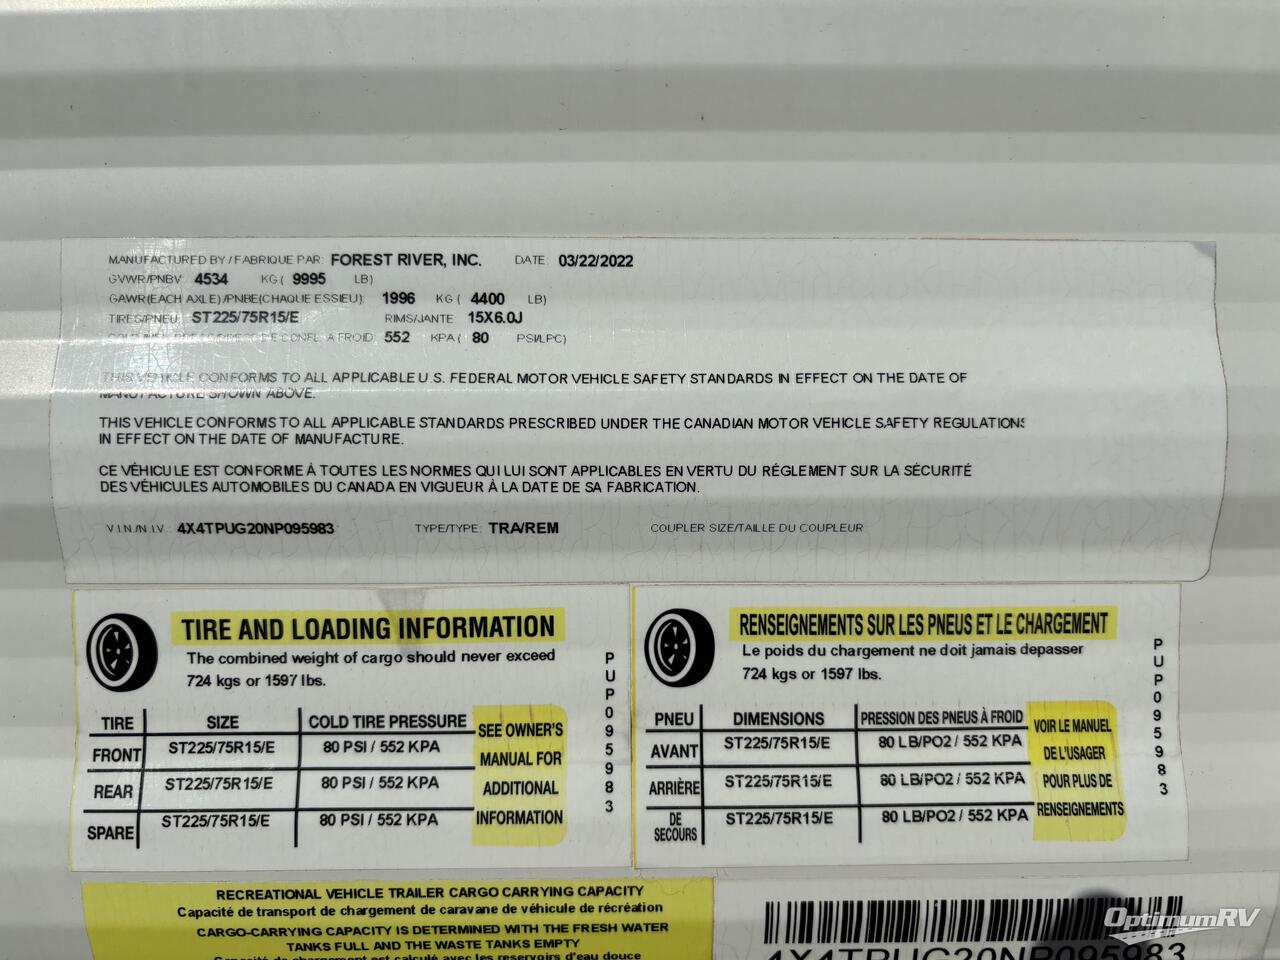 MANUFACTURED BY / FABRIQUE PAR: FOREST RIVER, INC. DATE: 03/22/2022
GVWR/PNBV: 4534 KG ( 9995 LB)
GAWR(EACH AXLE)/PNBE(CHAQUE ESSIEU): 1996 KG ( 4400 LB)
TIRES/PNEU: ST225/75R15/E RIMS/JANTE: 15X6.0J
A FROID: 552 KPA ( 80 PSI/LPC)
THIS VEHICLE CONFORMS TO ALL APPLICABLE U.S. FEDERAL MOTOR VEHICLE SAFETY STANDARDS IN EFFECT ON THE DATE OF
MANUFACTURE SHOWN ABOVE.
THIS VEHICLE CONFORMS TO ALL APPLICABLE STANDARDS PRESCRIBED UNDER THE CANADIAN MOTOR VEHICLE SAFETY REGULATIONS
IN EFFECT ON THE DATE OF MANUFACTURE.
CE VÉHICULE EST CONFORME À TOUTES LES NORMES QUI LUI SONT APPLICABLES EN VERTU DU RÉGLEMENT SUR LA SÉCURITÉ
DES VÉHICULES AUTOMOBILES DU CANADA EN VIGUEUR À LA DATE DE SA FABRICATION.
V.I.N./N.I.V. 4X4TPUG20NP095983 TYPE/TYPE: TRA/REM COUPLER SIZE/TAILLE DU COUPLEUR
TIRE AND LOADING INFORMATION
The combined weight of cargo should never exceed
724 kgs or 1597 lbs.
TIRE SIZE COLD TIRE PRESSURE
FRONT ST225/75R15/E 80 PSI / 552 KPA
REAR ST225/75R15/E 80 PSI / 552 KPA
SPARE ST225/75R15/E 80 PSI / 552 KPA
SEE OWNER'S
MANUAL FOR
ADDITIONAL
INFORMATION
PUP095983
RENSEIGNEMENTS SUR LES PNEUS ET LE CHARGEMENT
Le poids du chargement ne doit jamais depasser
724 kgs or 1597 lbs.
PNEU DIMENSIONS PRESSION DES PNEUS À FROID
AVANT ST225/75R15/E 80 LB/PO2 / 552 KPA
ARRIÈRE ST225/75R15/E 80 LB/PO2 / 552 KPA
DE
SECOURS ST225/75R15/E 80 LB/PO2 / 552 KPA
VOIR LE MANUEL
DE L'USAGER
POUR PLUS DE
RENSEIGNEMENTS
PUP095983
RECREATIONAL VEHICLE TRAILER CARGO CARRYING CAPACITY
Capacité de transport de chargement de caravane de véhicule de récréation
CARGO-CARRYING CAPACITY IS DETERMINED WITH THE FRESH WATER
TANKS FULL AND THE WASTE TANKS EMPTY
Capacité de chargement est calculé avec les reservoirs d'eau douce
4X4TPUG20NP095983
OptimumRV